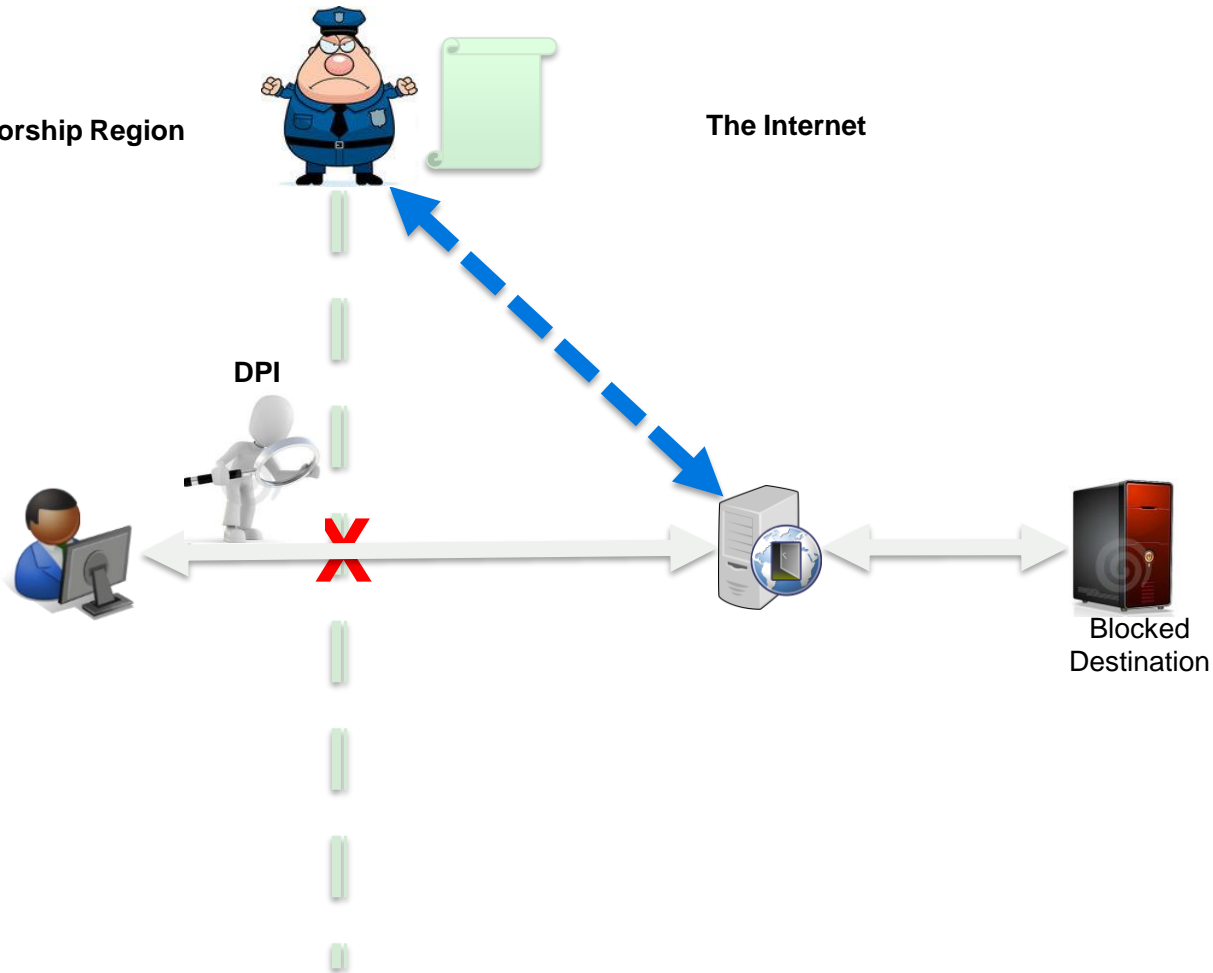 orship Region
The Internet
DPI
X
Blocked
Destination